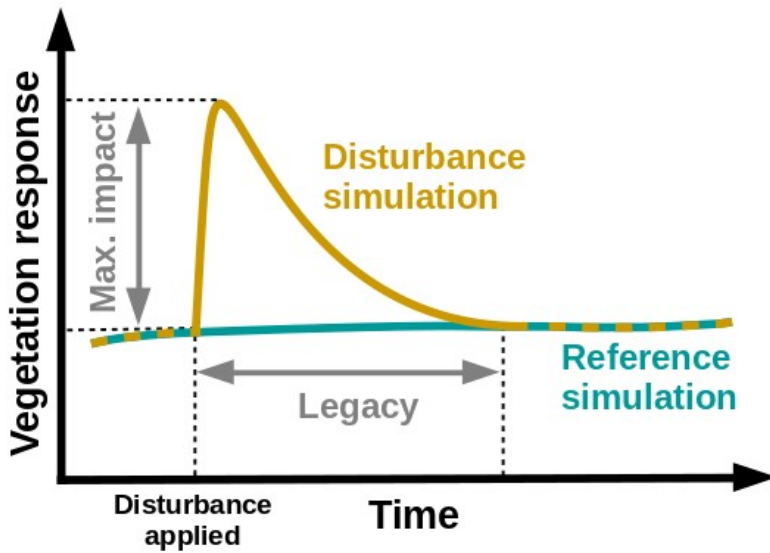 Vegetation response
Max. impact
Disturbance
simulation
Reference
simulation
Legacy
Disturbance
applied
Time